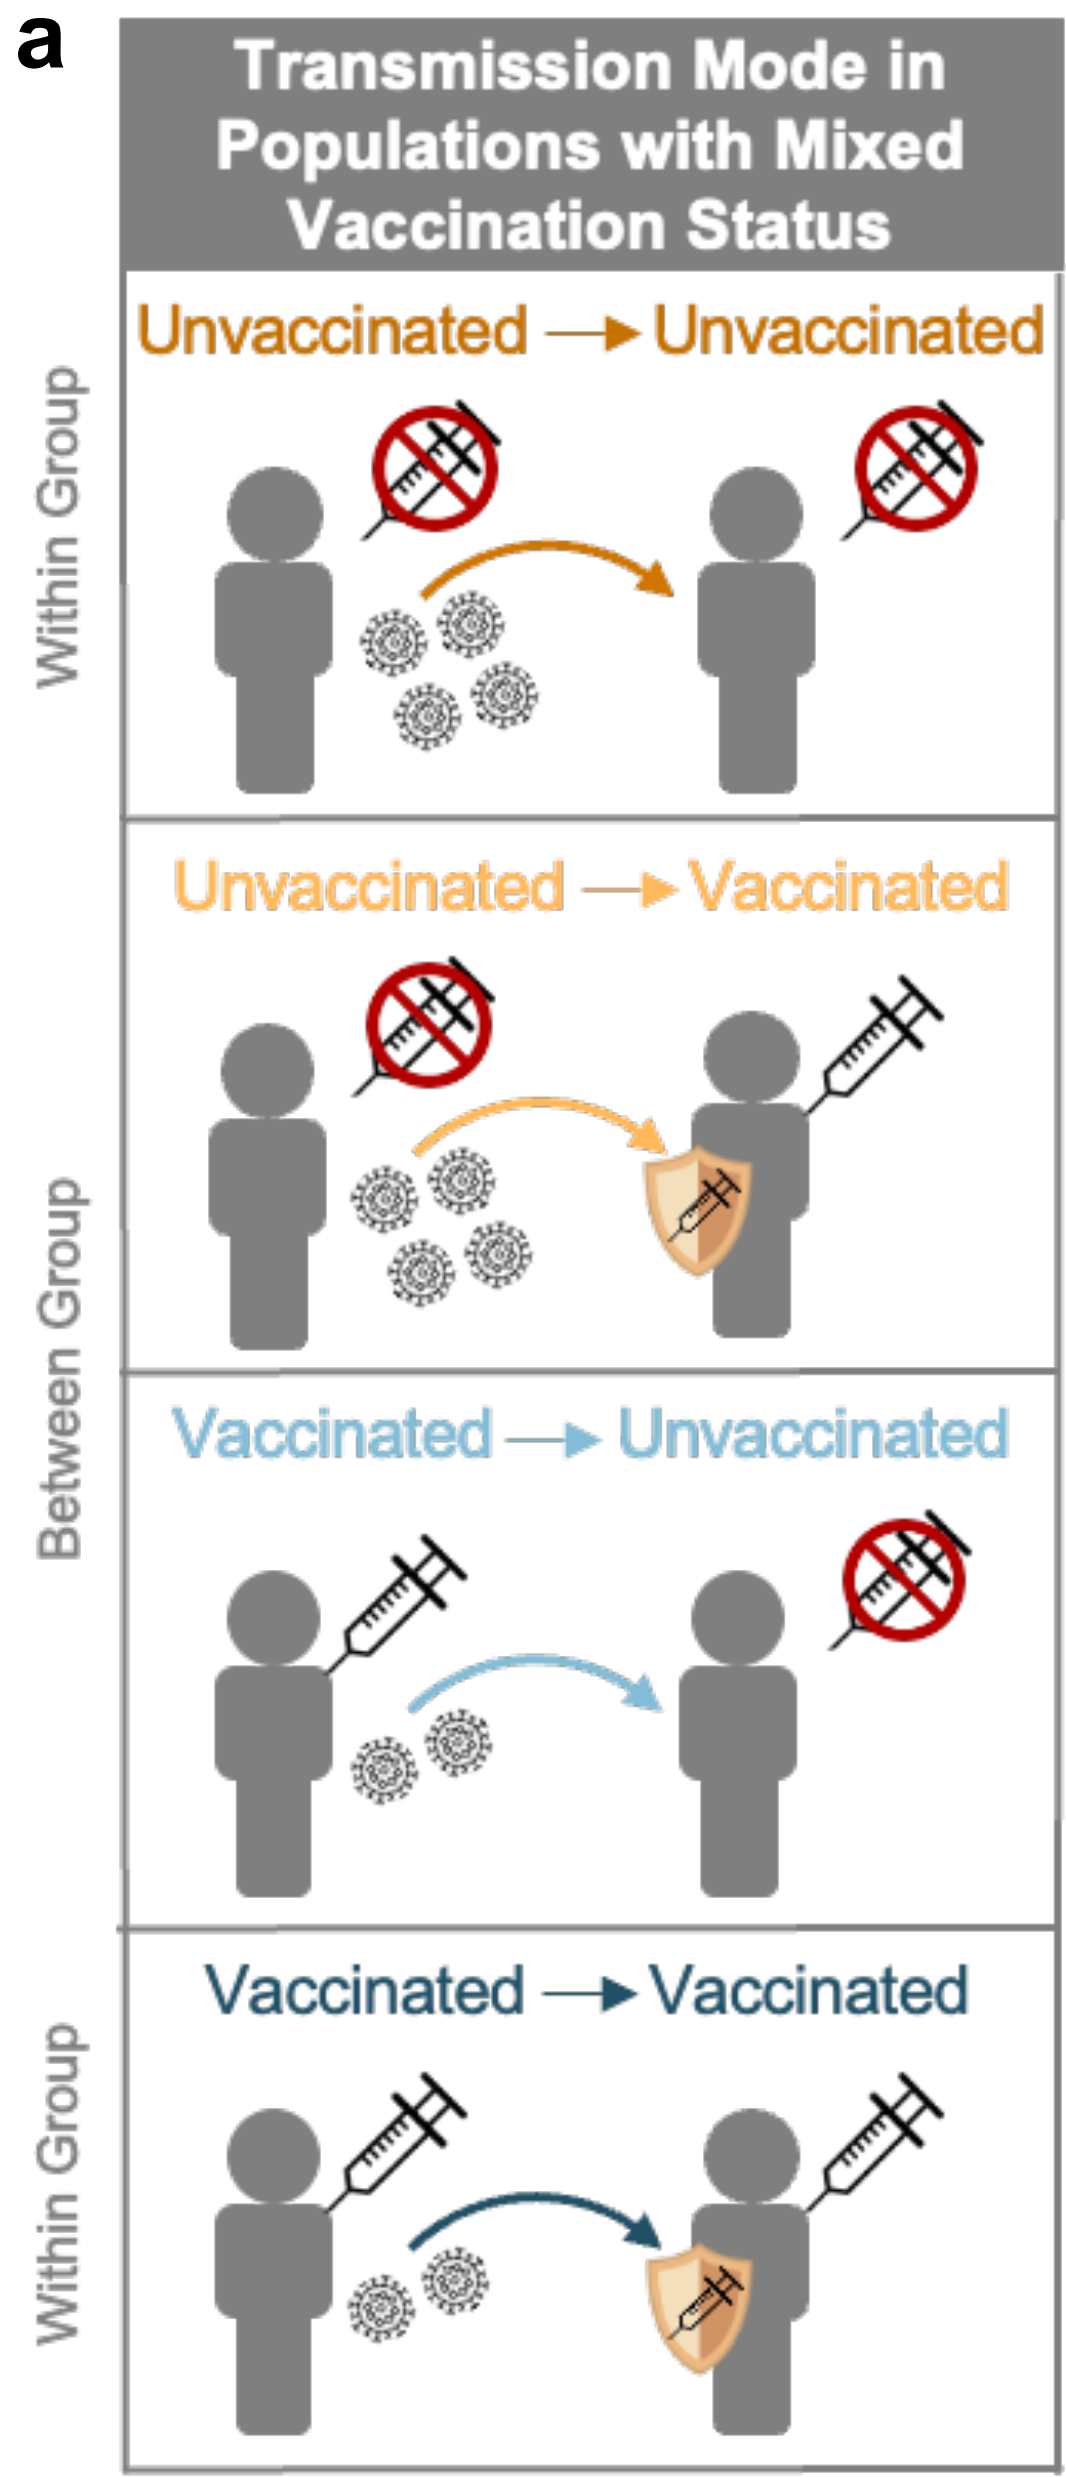 a
Transmission Mode in
Populations with Mixed
Vaccination Status
Within Group
Unvaccinated → Unvaccinated
Between Group
Unvaccinated → Vaccinated
Vaccinated → Unvaccinated
Within Group
Vaccinated → Vaccinated